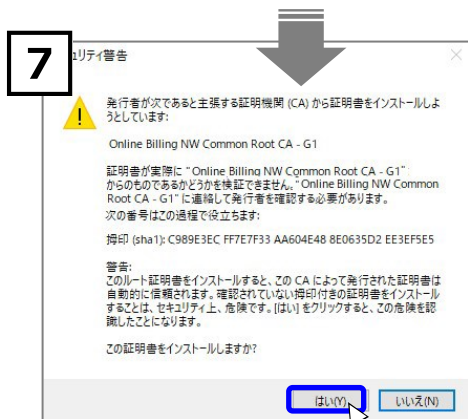 7
ュリティ警告
発行者が次であると主張する証明機関 (CA) から証明書をインストールしよ
うとしています:
Online Billing NW Common Root CA - G1
証明書が実際に "Online Billing NW Common Root CA - G1"
からのものであるかどうかを検証できません。"Online Billing NW Common
Root CA - G1" に連絡して発行者を確認する必要があります。
次の番号はこの過程で役立ちます:
拇印 (sha1): C989E3EC FF7E7F33 AA604E48 8E0635D2 EE3EF5E5
警告:
このルート証明書をインストールすると、この CA によって発行された証明書は
自動的に信頼されます。確認されていない拇印付きの証明書をインストール
することは、セキュリティ上、危険です。[はい] をクリックすると、この危険を認
識したことになります。
この証明書をインストールしますか?
はい(Y)
いいえ(N)